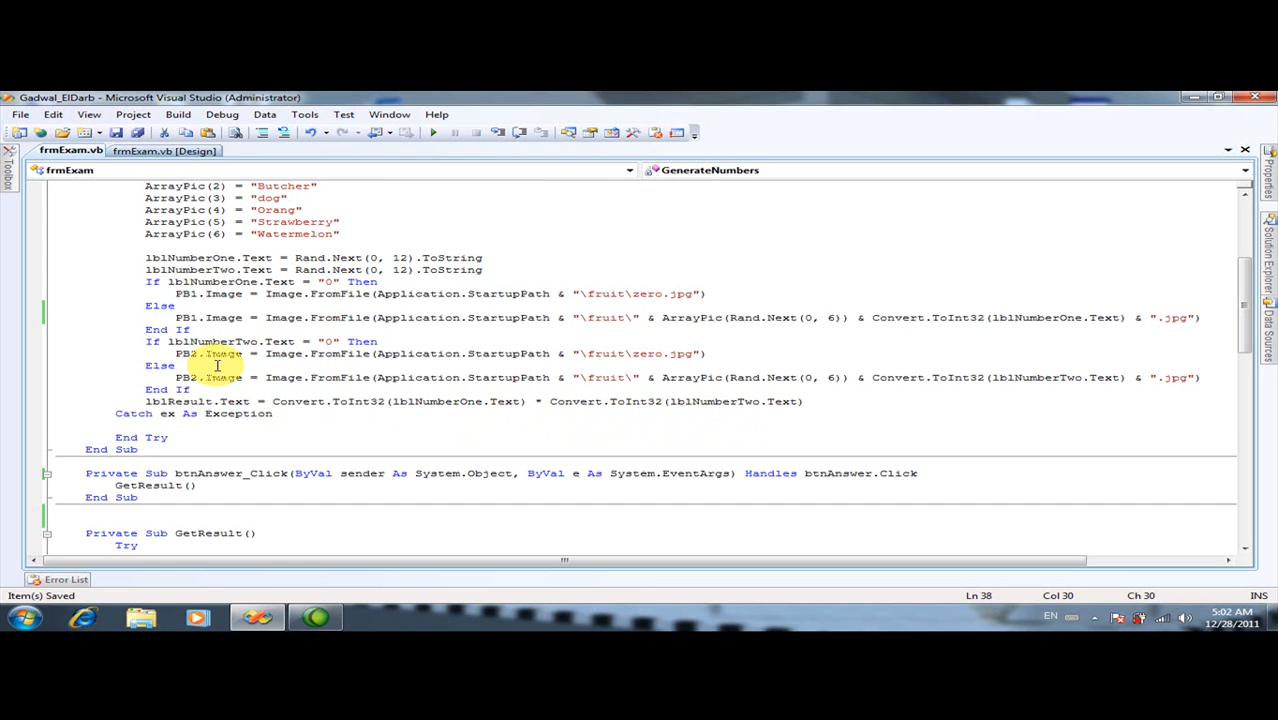 Gadwal_ElDarb - Microsoft Visual Studio (Administrator)
File Edit View Project Build Debug Data Tools Test Window Help
frmExam.vb frmExam.vb [Design]
Toolbox
frmExam GenerateNumbers
ArrayPic(2) = "Butcher"
ArrayPic(3) = "dog"
ArrayPic(4) = "Orang"
ArrayPic(5) = "Strawberry"
ArrayPic(6) = "Watermelon"
lblNumberOne.Text = Rand.Next(0, 12).ToString
lblNumberTwo.Text = Rand.Next(0, 12).ToString
If lblNumberOne.Text = "0" Then
PB1.Image = Image.FromFile(Application.StartupPath & "\fruit\zero.jpg")
Else
PB1.Image = Image.FromFile(Application.StartupPath & "\fruit\" & ArrayPic(Rand.Next(0, 6)) & Convert.ToInt32(lblNumberOne.Text) & ".jpg")
End If
If lblNumberTwo.Text = "0" Then
PB2.Image = Image.FromFile(Application.StartupPath & "\fruit\zero.jpg")
Else
PB2.Image = Image.FromFile(Application.StartupPath & "\fruit\" & ArrayPic(Rand.Next(0, 6)) & Convert.ToInt32(lblNumberTwo.Text) & ".jpg")
End If
lblResult.Text = Convert.ToInt32(lblNumberOne.Text) * Convert.ToInt32(lblNumberTwo.Text)
Catch ex As Exception
End Try
End Sub
Private Sub btnAnswer_Click(ByVal sender As System.Object, ByVal e As System.EventArgs) Handles btnAnswer.Click
GetResult()
End Sub
Private Sub GetResult()
Try
Properties
Solution Explorer
Data Sources
Error List
Item(s) Saved Ln 38 Col 30 Ch 30 INS
EN 5:02 AM
12/28/2011